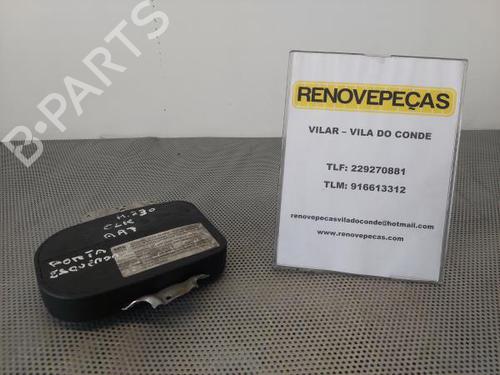 B-PARTS
RENOVEPEÇAS
VILAR – VILA DO CONDE
TLF: 229270881
TLM: 916613312
renovepecasviladoconde@hotmail.com
www.renovepecas.com
M.230
CLK
PORTA
ESQUERDA